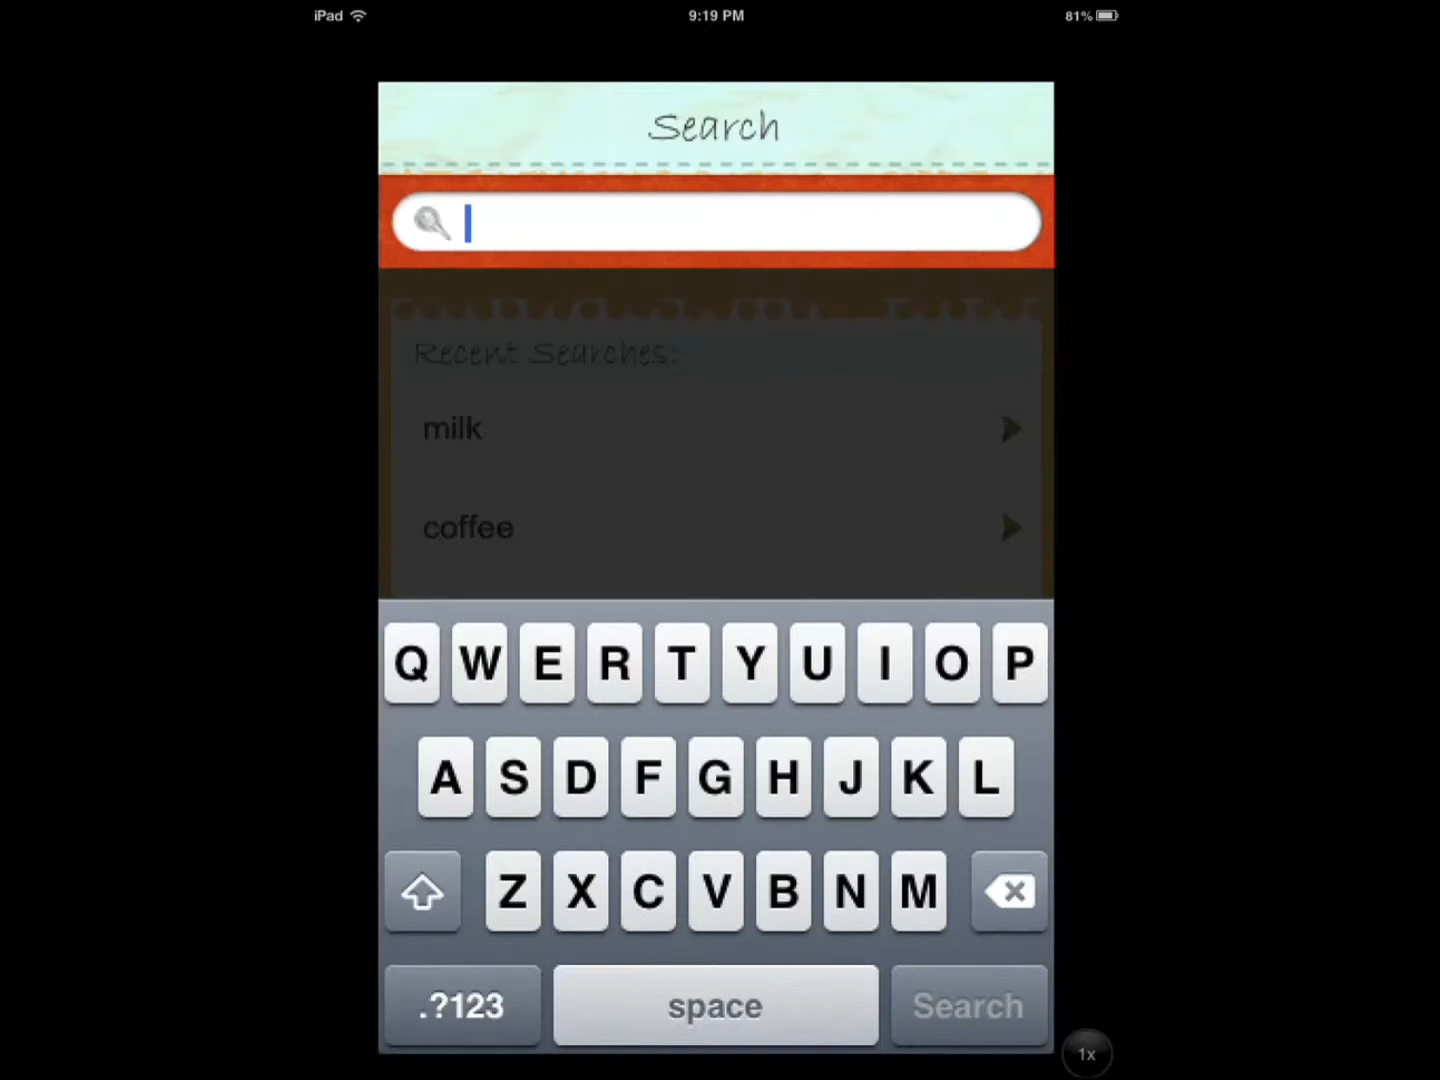 iPad 9:19 PM 81%
Search
Recent Searches:
milk
coffee
Q W E R T Y U I O P
A S D F G H J K L
Z X C V B N M
.?123 space Search
1x